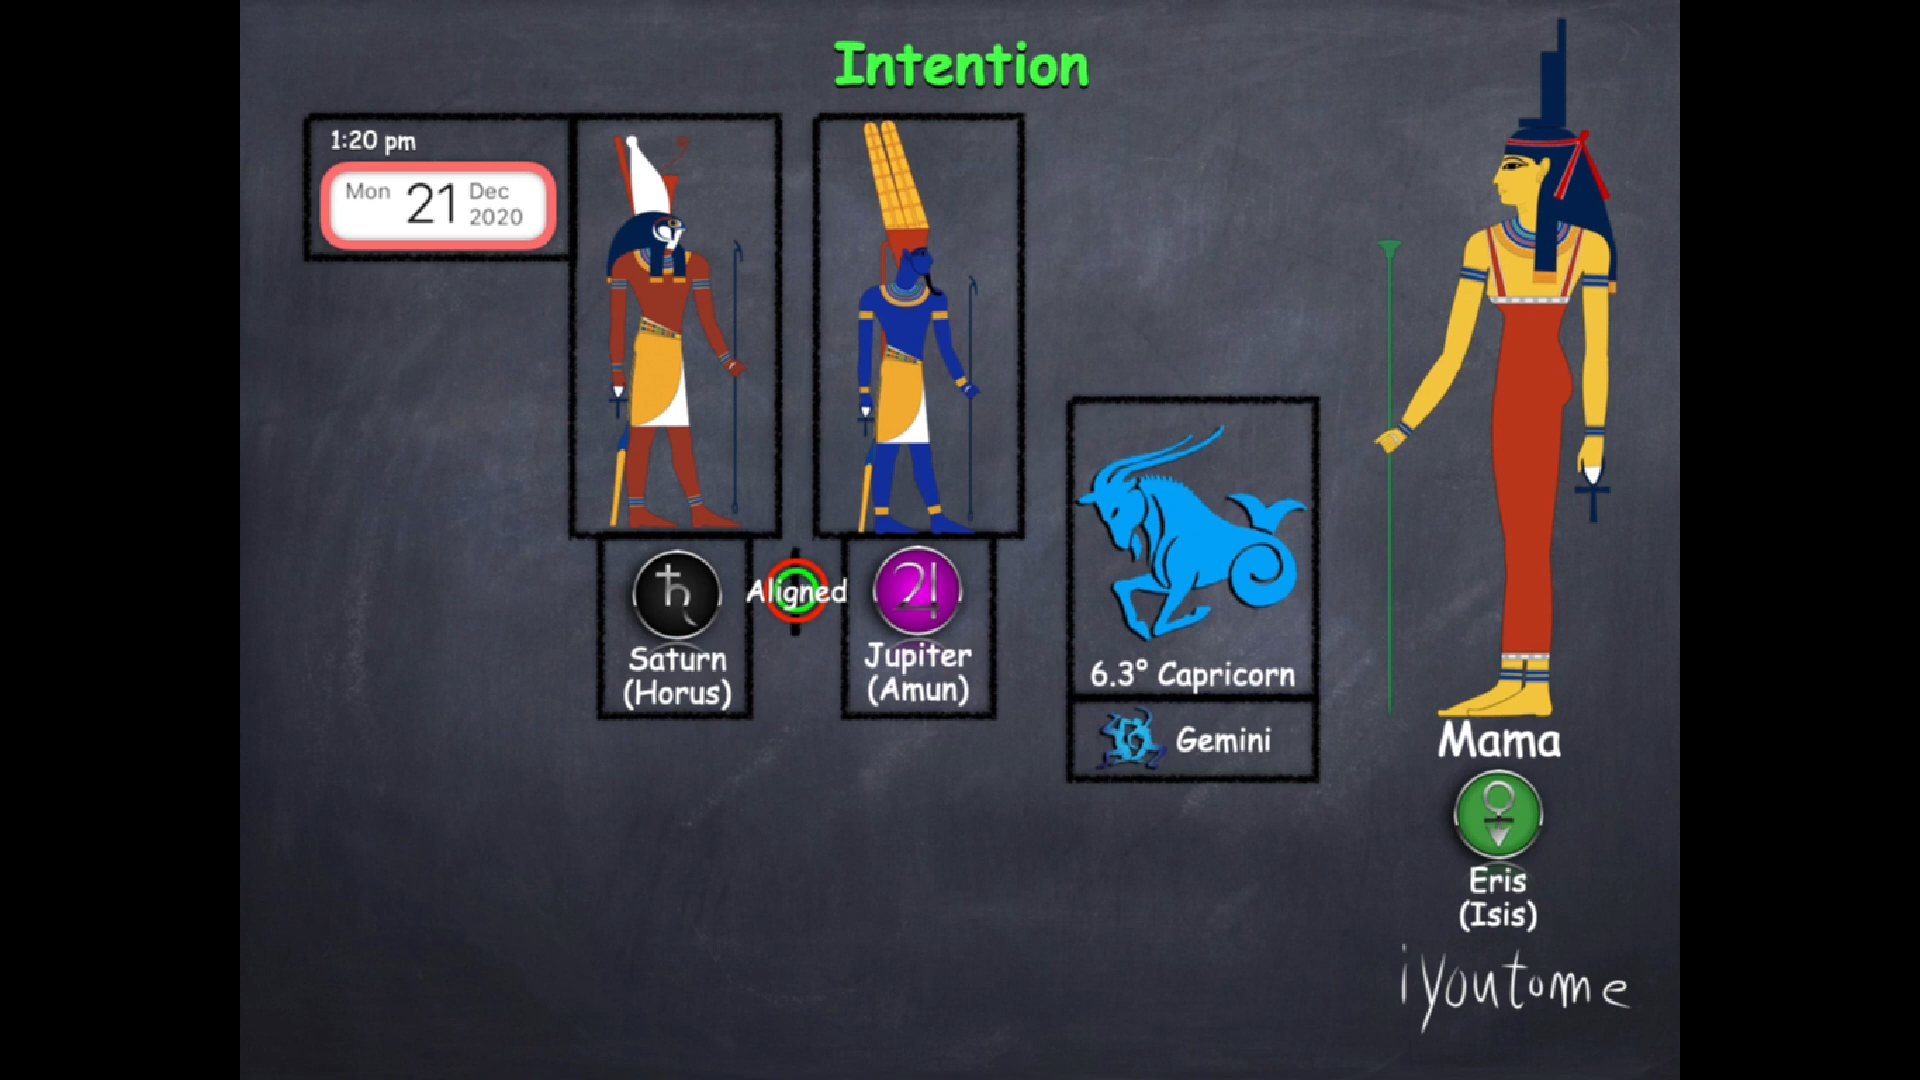 Intention
1:20 pm
Mon 21 Dec 2020
Aligned
Saturn
(Horus)
Jupiter
(Amun)
6.3° Capricorn
Gemini
Mama
Eris
(Isis)
iyoutome